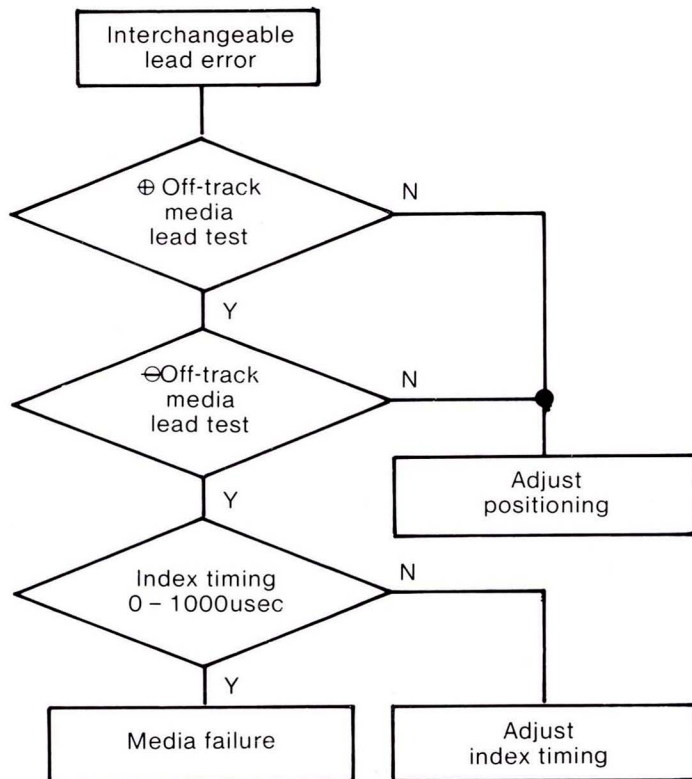 Interchangeable
lead error
⊕ Off-track
media
lead test
N
Y
⊖Off-track
media
lead test
N
Y
Adjust
positioning
Index timing
0 – 1000usec
N
Y
Media failure
Adjust
index timing